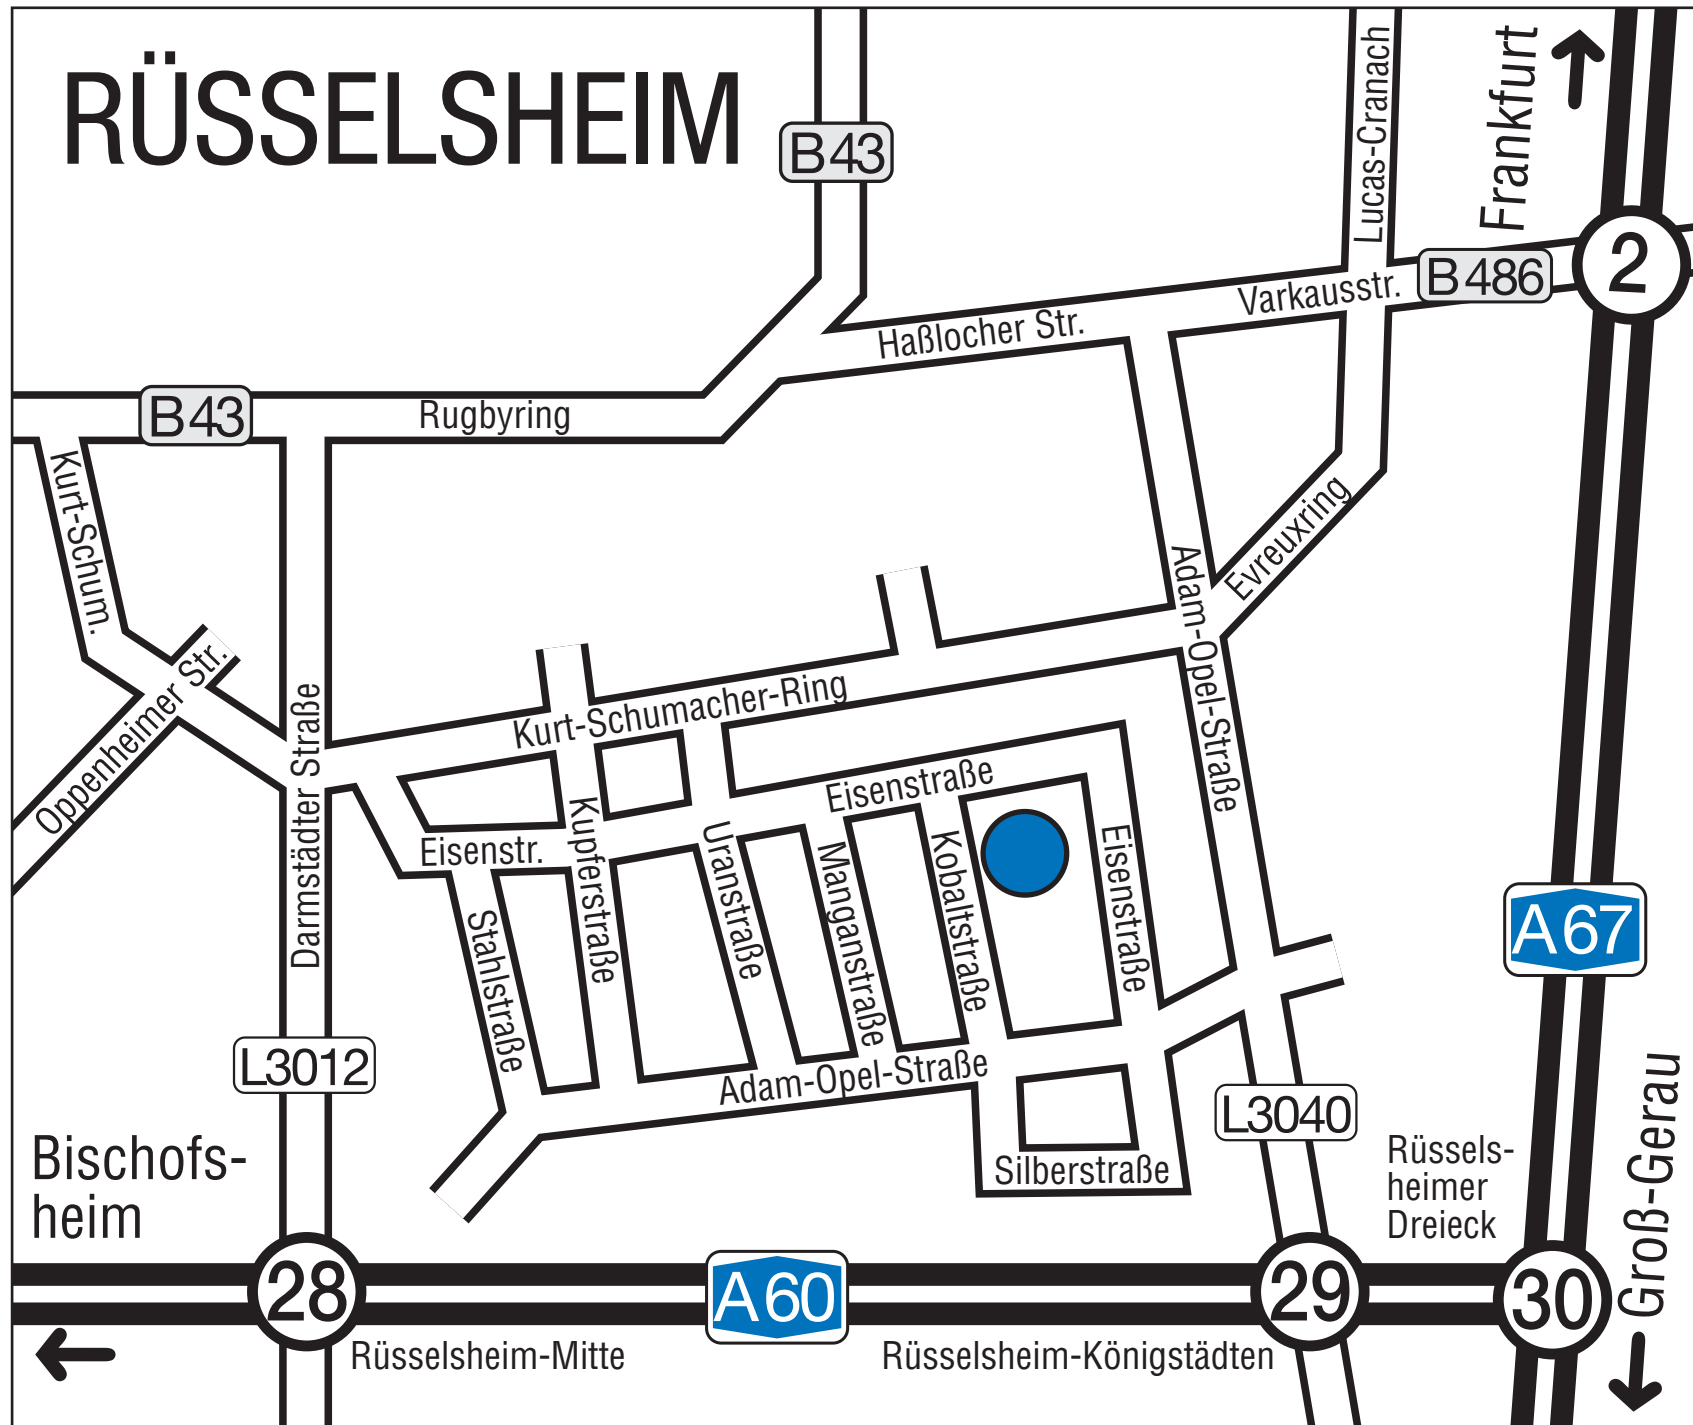 RÜSSELSHEIM
B43
Lucas-Cranach
Frankfurt
2
B486
Varkausstr.
Haßlocher Str.
B43
Rugbyring
Kurt-Schum.
Evreuxring
Adam-Opel-Straße
Oppenheimer Str.
Darmstädter Straße
Kurt-Schumacher-Ring
Eisenstraße
Eisenstr.
Kupferstraße
Uranstraße
Manganstraße
Kobaltstraße
Eisenstraße
Stahlstraße
A67
L3012
Adam-Opel-Straße
L3040
Silberstraße
Bischofs-
heim
Rüssels-
heimer
Dreieck
Groß-Gerau
28
A60
29
30
Rüsselsheim-Mitte
Rüsselsheim-Königstädten